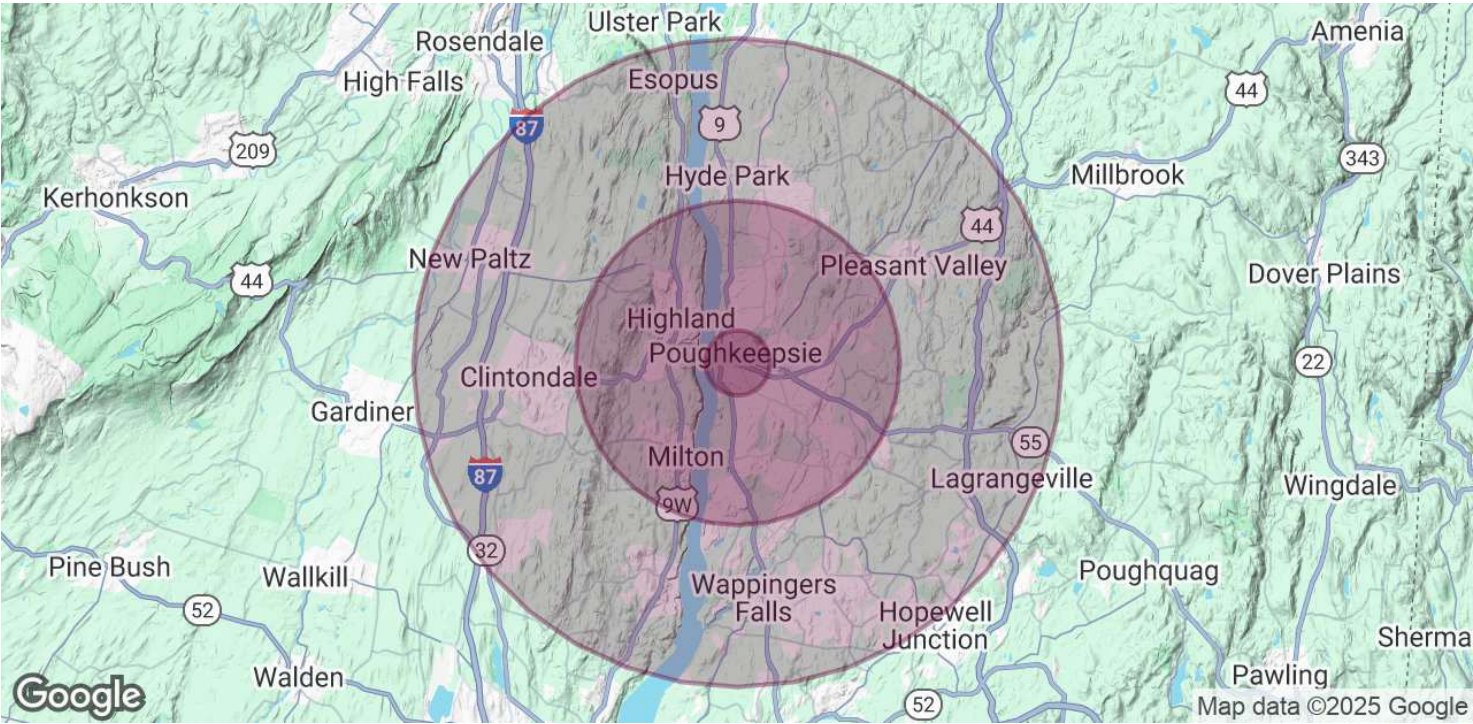 Ulster Park
Amenia
Rosendale
High Falls
Esopus
44
87
9
209
343
Hyde Park
Millbrook
Kerhonkson
44
New Paltz
Pleasant Valley
Dover Plains
44
Highland
Poughkeepsie
22
Clintondale
Gardiner
55
Milton
87
Lagrangeville
Wingdale
9W
32
Pine Bush
Wallkill
Poughquag
Wappingers
Falls
Hopewell
Junction
52
Sherma
Walden
Pawling
Google
52
Map data ©2025 Google